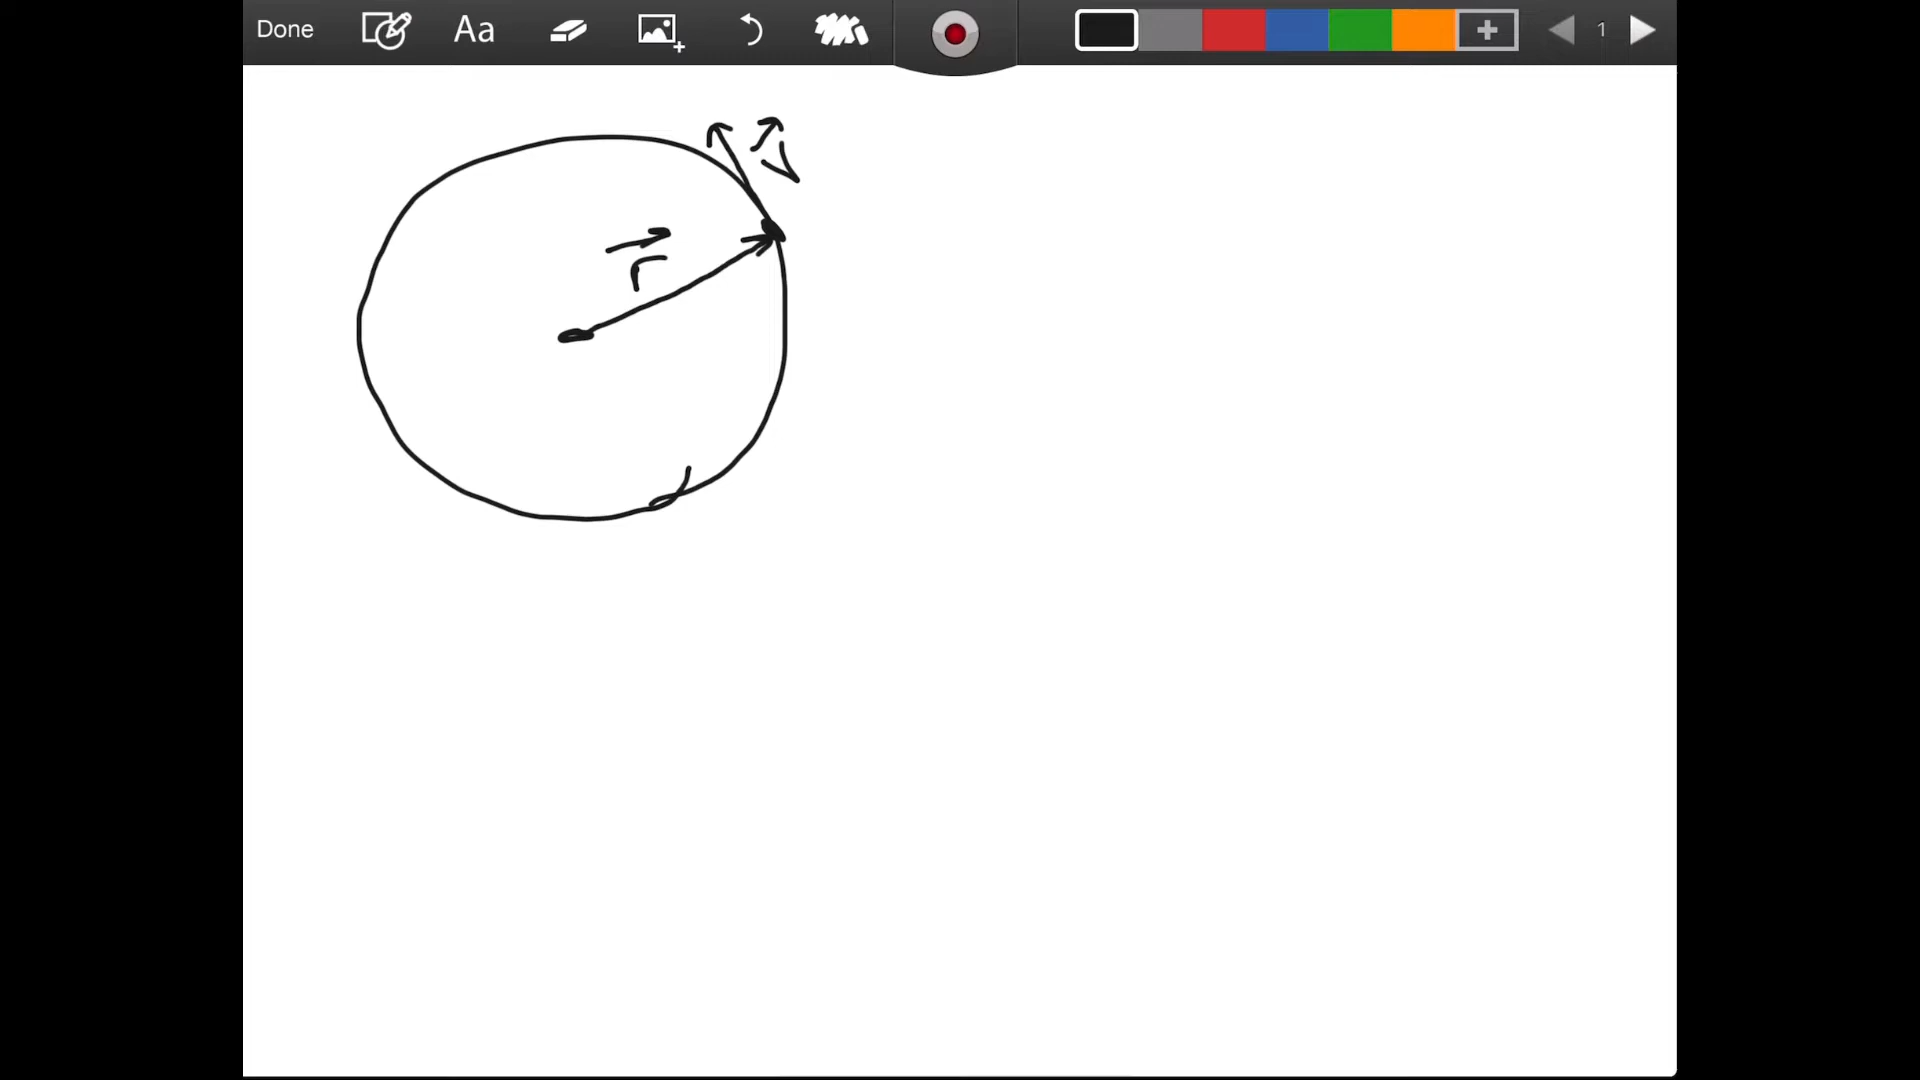 Done Aa 1
v⃗
r⃗